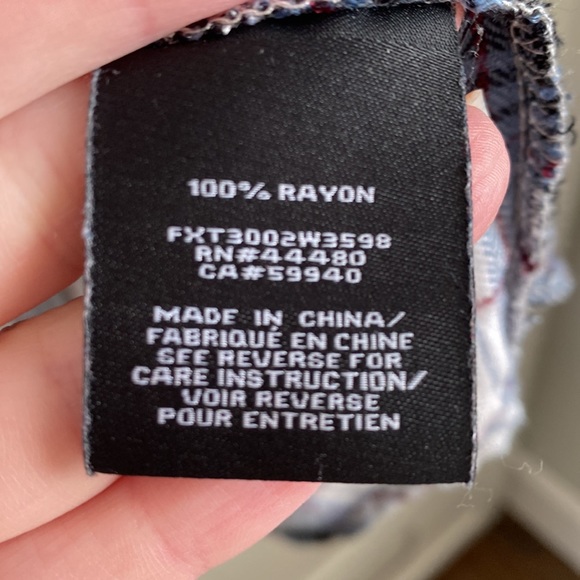 100% RAYON
FXT3002W3598
RN#44480
CA#59940
MADE IN CHINA/
FABRIQUÉ EN CHINE
SEE REVERSE FOR
CARE INSTRUCTION/
VOIR REVERSE
POUR ENTRETIEN